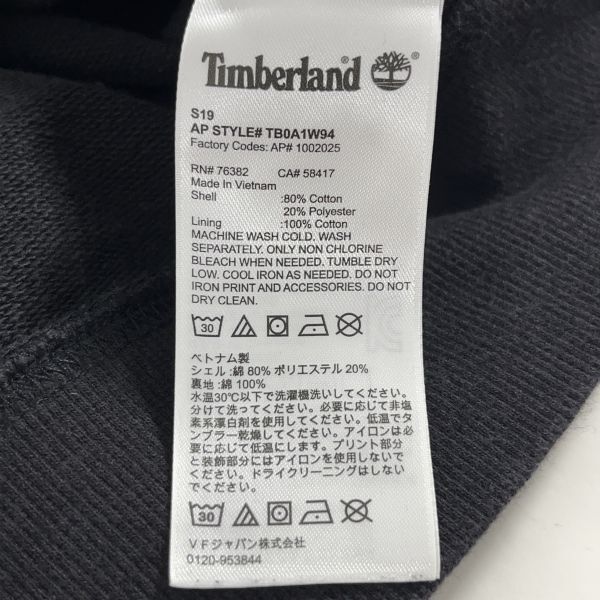 Timberland
S19
AP STYLE# TB0A1W94
Factory Codes: AP# 1002025
RN# 76382 CA# 58417
Made in Vietnam
Shell :80% Cotton
20% Polyester
Lining :100% Cotton
MACHINE WASH COLD. WASH
SEPARATELY. ONLY NON CHLORINE
BLEACH WHEN NEEDED. TUMBLE DRY
LOW. COOL IRON AS NEEDED. DO NOT
IRON PRINT AND ACCESSORIES. DO NOT
DRY CLEAN.
30
ベトナム製
シェル :綿 80% ポリエステル 20%
裏地 :綿 100%
水温30℃以下で洗濯機洗いしてください。
分けて洗ってください。必要に応じて非塩
素系漂白剤を使用してください。低温でタ
ンブラー乾燥してください。アイロンは必
要に応じて低温にします。プリント部分
と装飾部分にはアイロンを使用しない
でください。ドライクリーニングはしない
でください。
30
VFジャパン株式会社
0120-953844